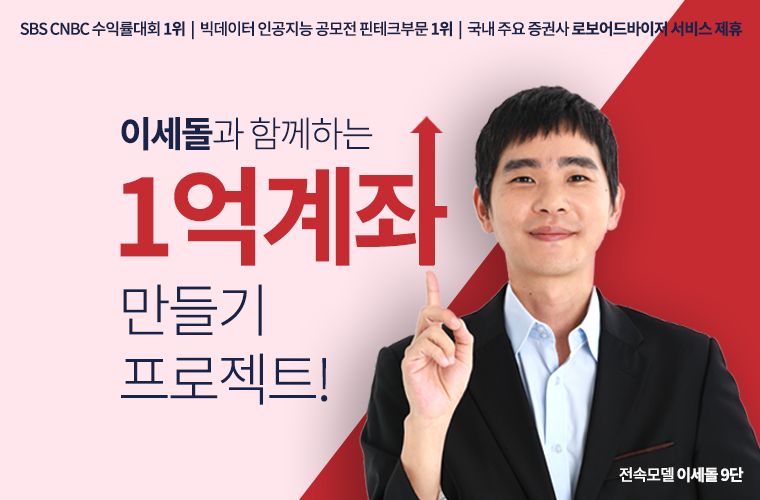 SBS CNBC 수익률대회 1위 | 빅데이터 인공지능 공모전 핀테크부문 1위 | 국내 주요 증권사 로보어드바이저 서비스 제휴
이세돌과 함께하는
1억계좌
만들기
프로젝트!
전속모델 이세돌 9단